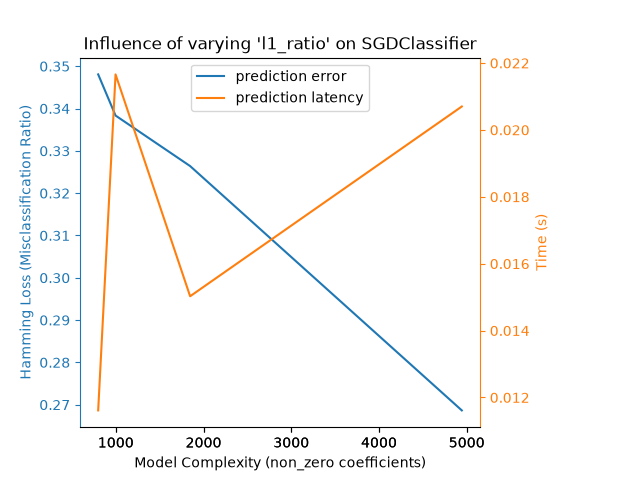 Influence of varying 'l1_ratio' on SGDClassifier
prediction error
prediction latency
Hamming Loss (Misclassification Ratio)
0.35
0.34
0.33
0.32
0.31
0.30
0.29
0.28
0.27
0.022
0.020
0.018
0.016
0.014
0.012
Time (s)
1000 2000 3000 4000 5000
Model Complexity (non_zero coefficients)